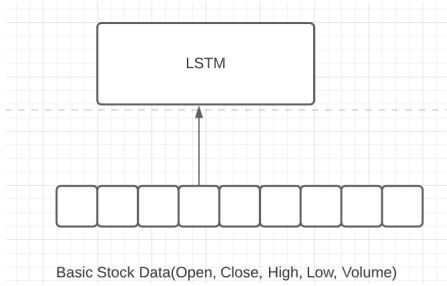 LSTM
Basic Stock Data(Open, Close, High, Low, Volume)